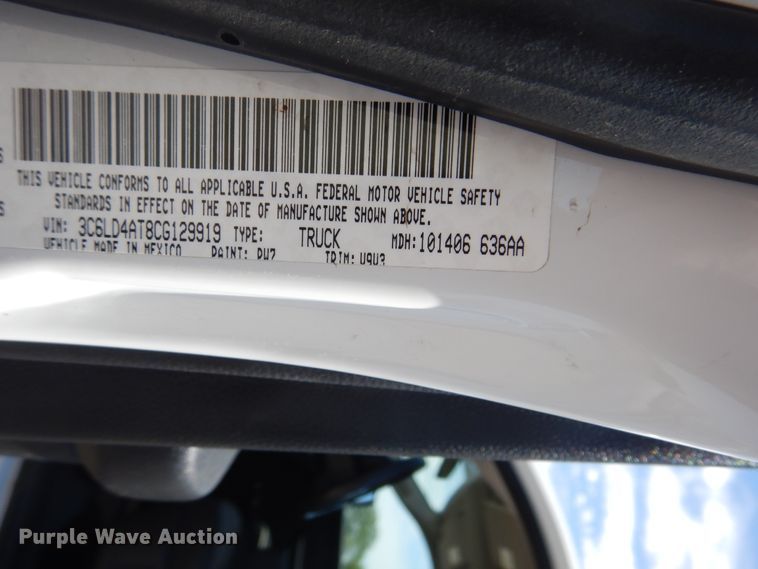 THIS VEHICLE CONFORMS TO ALL APPLICABLE U.S.A. FEDERAL MOTOR VEHICLE SAFETY
STANDARDS IN EFFECT ON THE DATE OF MANUFACTURE SHOWN ABOVE.
VIN: 3C6LD4AT8CG129919 TYPE: TRUCK MDH: 101406 636AA
VEHICLE MADE IN MEXICO PAINT: PW7 TRIM: V9V3
Purple Wave Auction